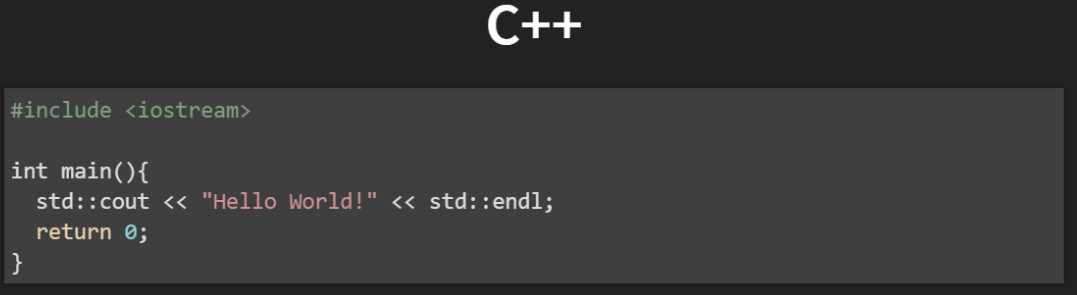 C++
#include <iostream>
int main(){
  std::cout << "Hello World!" << std::endl;
  return 0;
}